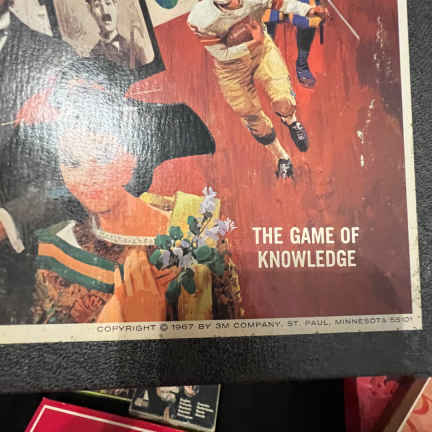 THE GAME OF
KNOWLEDGE
COPYRIGHT © 1967 BY 3M COMPANY, ST. PAUL, MINNESOTA 55101